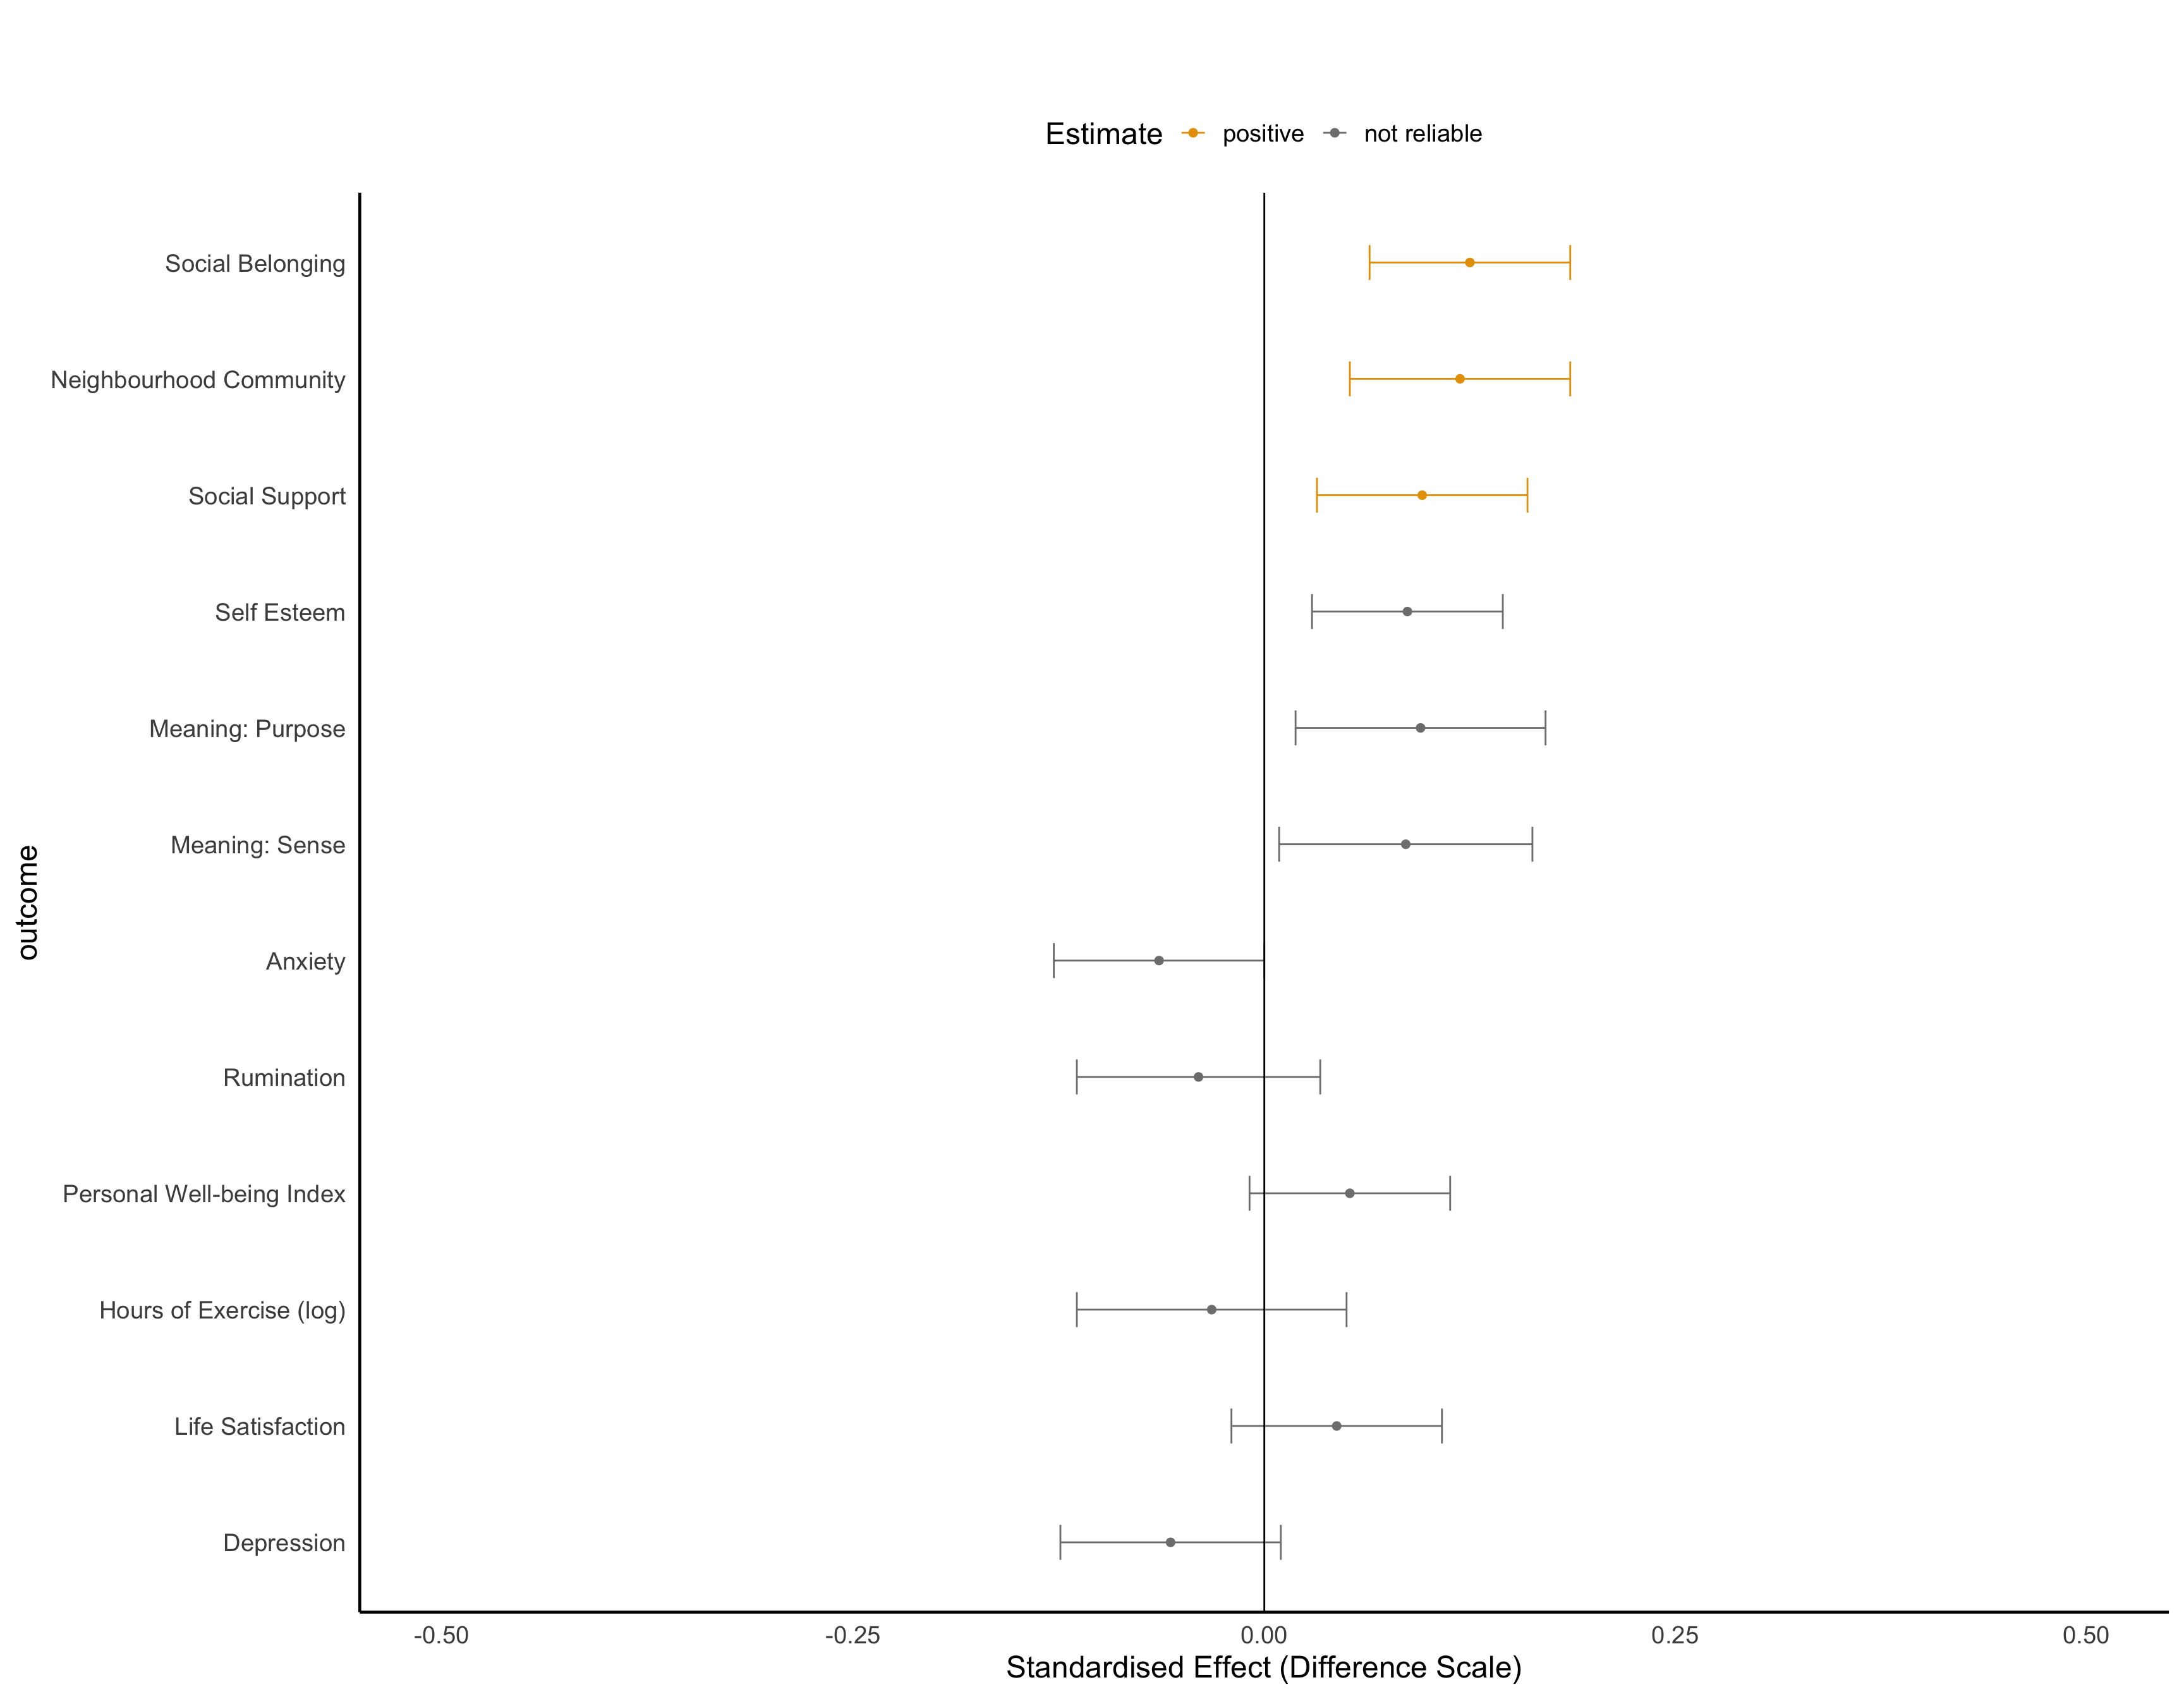 Estimate positive not reliable
Social Belonging
Neighbourhood Community
Social Support
Self Esteem
Meaning: Purpose
Meaning: Sense
Anxiety
Rumination
Personal Well-being Index
Hours of Exercise (log)
Life Satisfaction
Depression
outcome
-0.50 -0.25 0.00 0.25 0.50
Standardised Effect (Difference Scale)